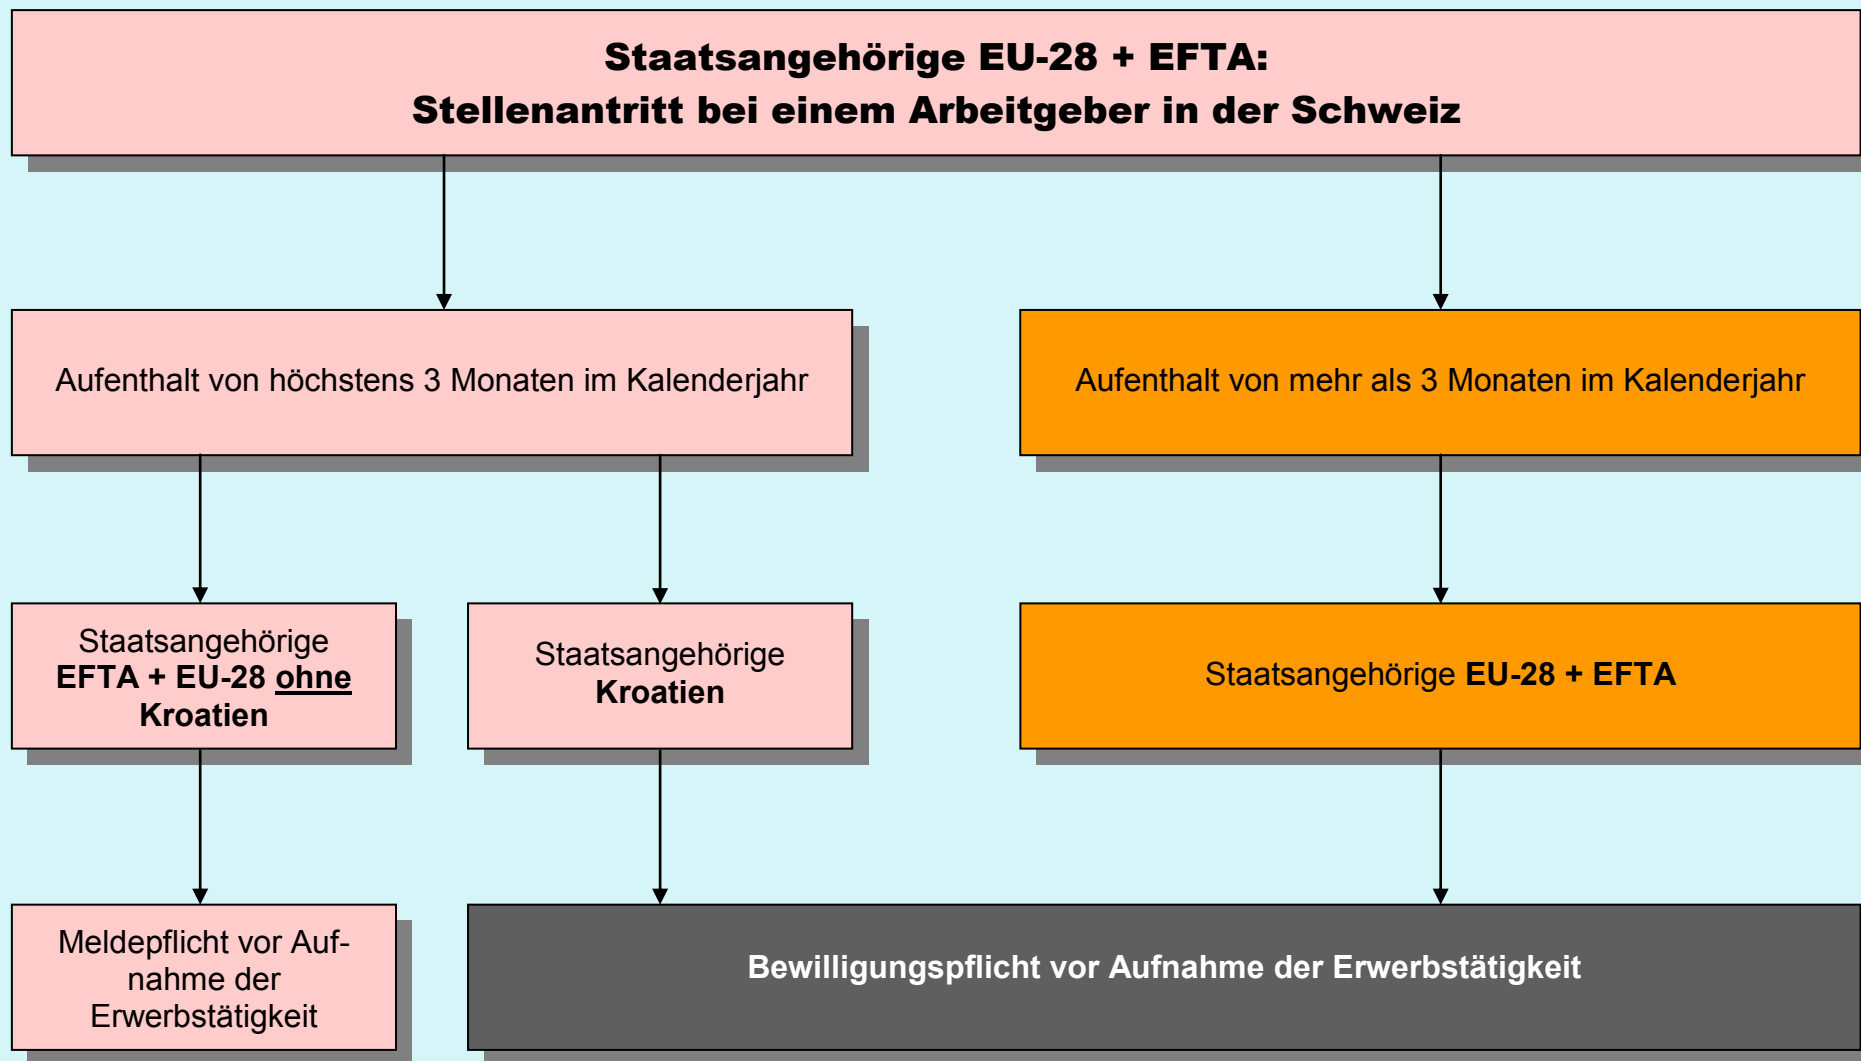 Staatsangehörige EU-28 + EFTA:
Stellenantritt bei einem Arbeitgeber in der Schweiz
Aufenthalt von höchstens 3 Monaten im Kalenderjahr
Aufenthalt von mehr als 3 Monaten im Kalenderjahr
Staatsangehörige
EFTA + EU-28 ohne
Kroatien
Staatsangehörige
Kroatien
Staatsangehörige EU-28 + EFTA
Meldepflicht vor Auf-
nahme der
Erwerbstätigkeit
Bewilligungspflicht vor Aufnahme der Erwerbstätigkeit